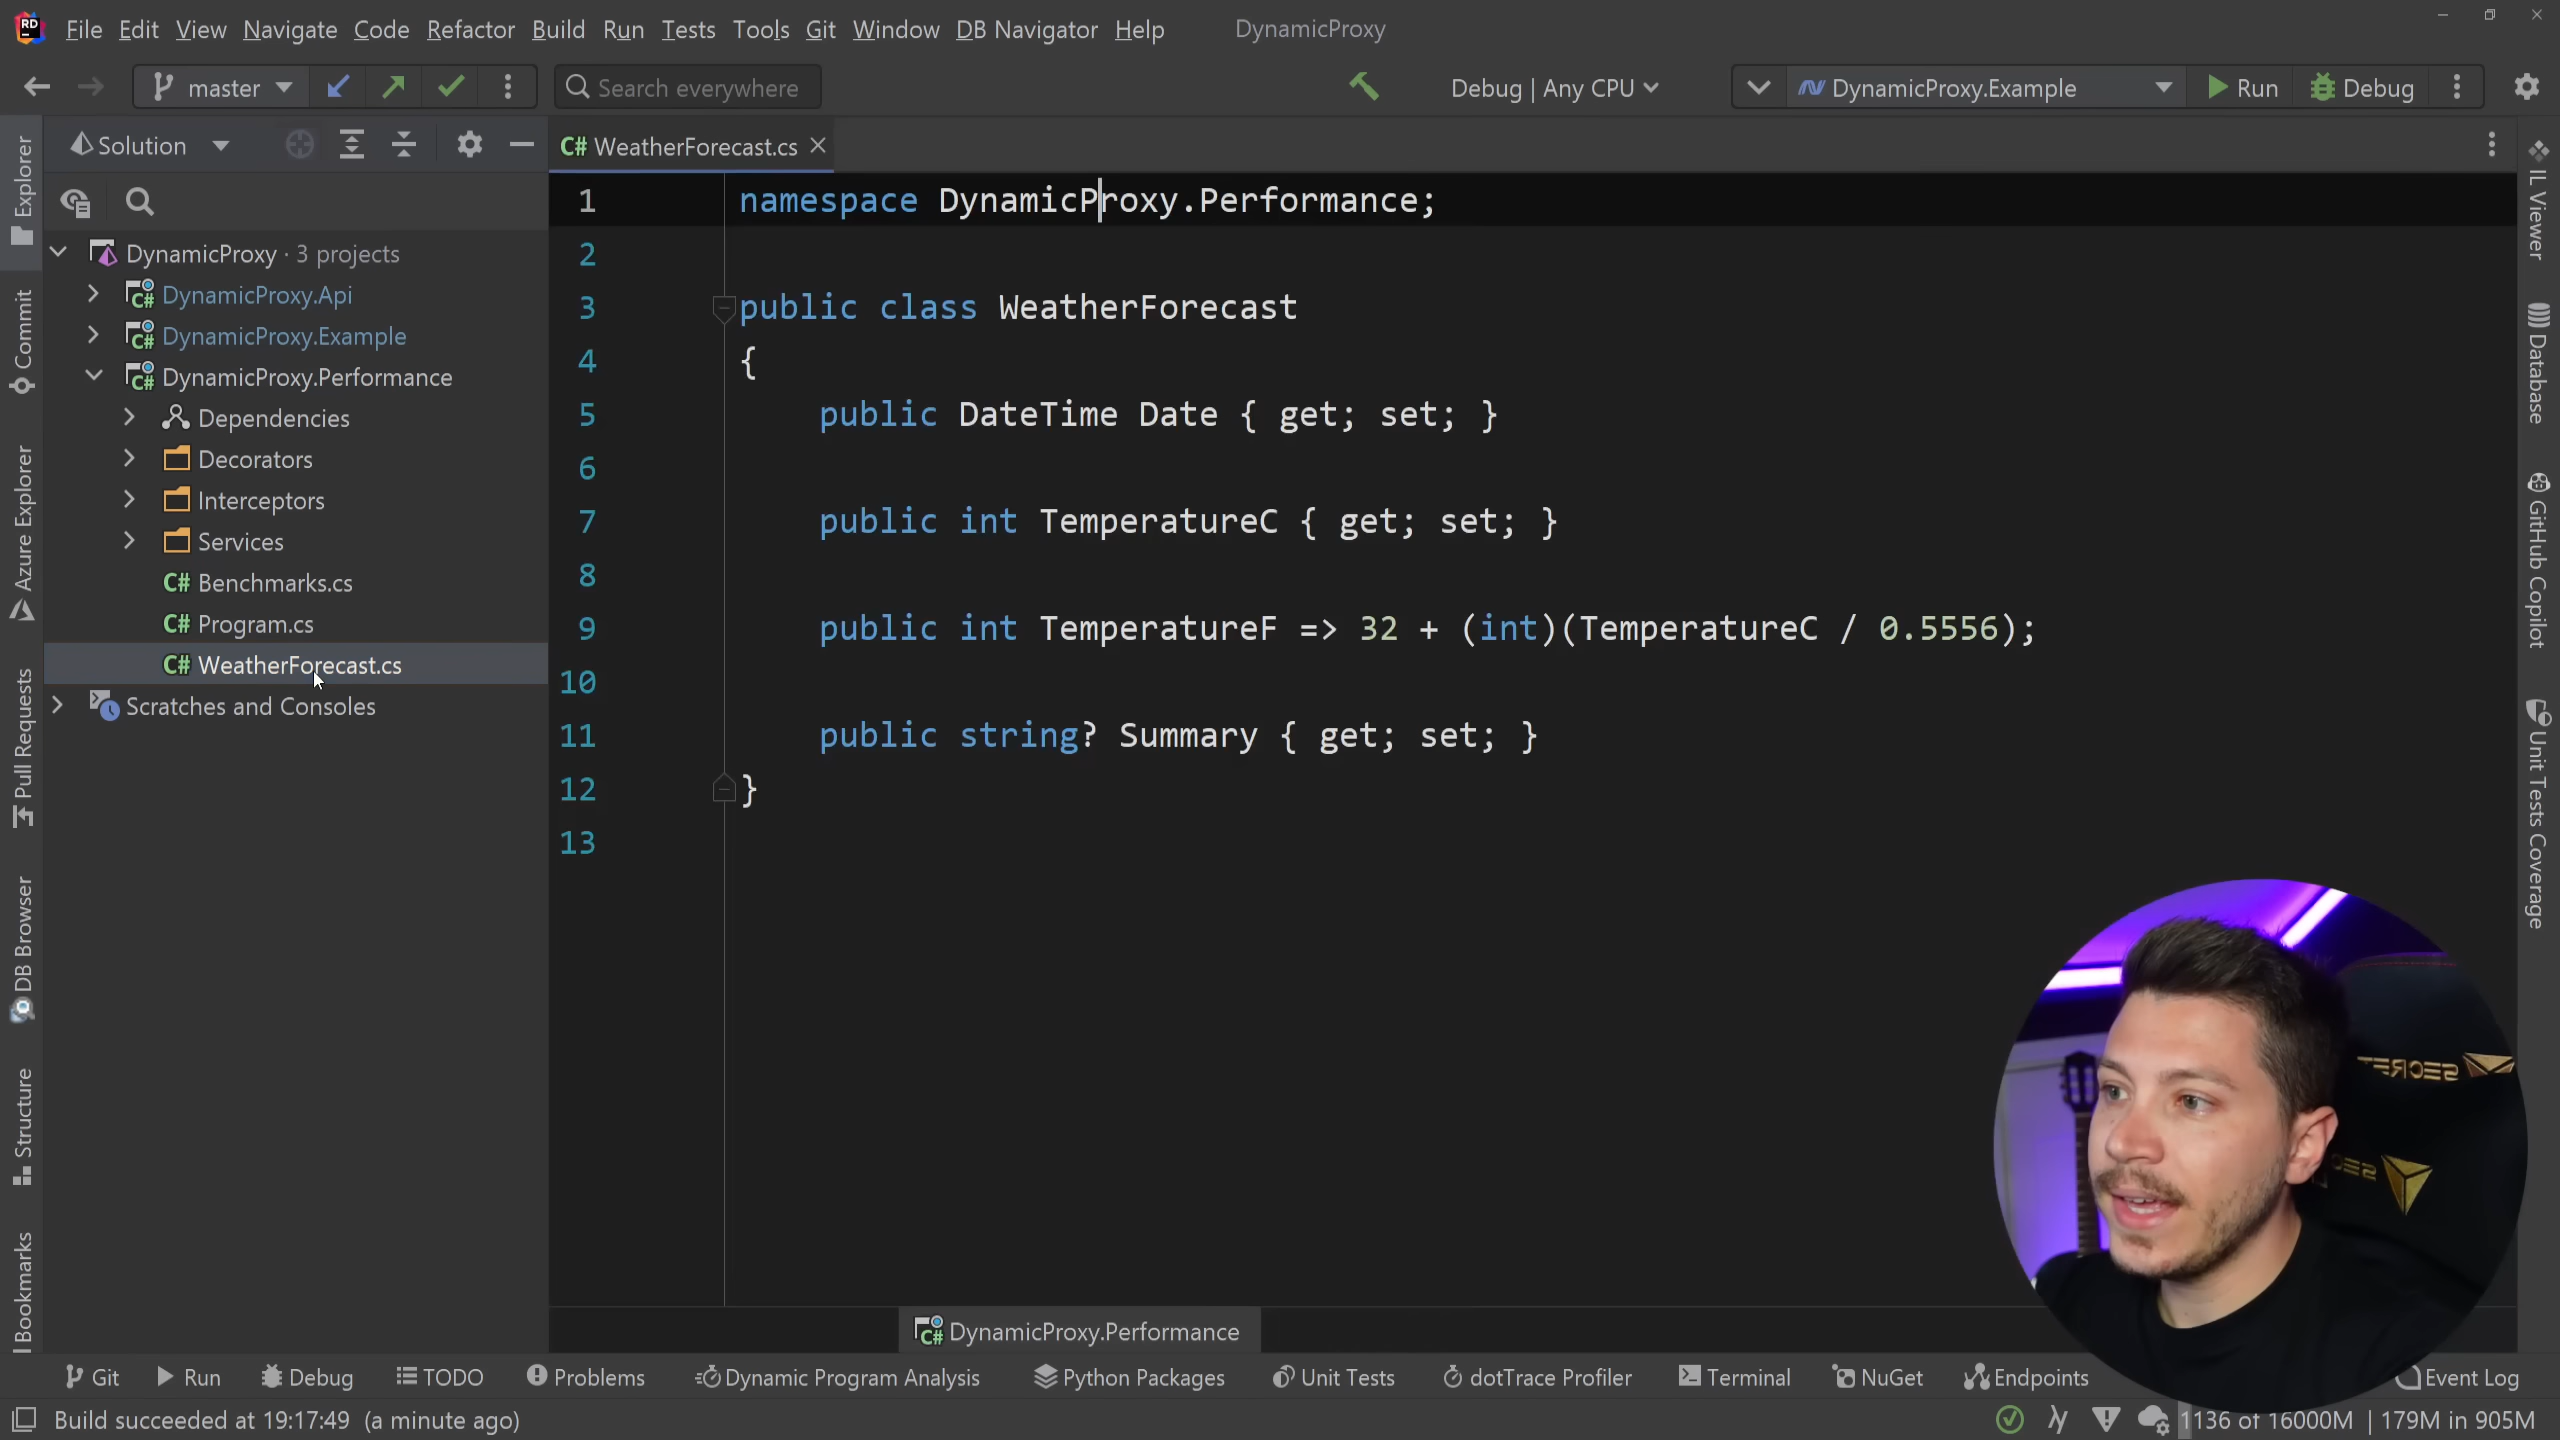 RD File Edit View Navigate Code Refactor Build Run Tests Tools Git Window DB Navigator Help DynamicProxy
master Search everywhere Debug | Any CPU DynamicProxy.Example Run Debug
Explorer
Commit
Azure Explorer
Pull Requests
DB Browser
Structure
Bookmarks
Solution
DynamicProxy · 3 projects
C# DynamicProxy.Api
C# DynamicProxy.Example
C# DynamicProxy.Performance
Dependencies
Decorators
Interceptors
Services
C# Benchmarks.cs
C# Program.cs
C# WeatherForecast.cs
Scratches and Consoles
C# WeatherForecast.cs
1 namespace DynamicProxy.Performance;
2
3 public class WeatherForecast
4 {
5 public DateTime Date { get; set; }
6
7 public int TemperatureC { get; set; }
8
9 public int TemperatureF => 32 + (int)(TemperatureC / 0.5556);
10
11 public string? Summary { get; set; }
12 }
13
C# DynamicProxy.Performance
IL Viewer
Database
GitHub Copilot
Unit Tests Coverage
SECRET
SEC
Git Run Debug TODO Problems Dynamic Program Analysis Python Packages Unit Tests dotTrace Profiler Terminal NuGet Endpoints Event Log
Build succeeded at 19:17:49 (a minute ago) 1136 of 16000M | 179M in 905M